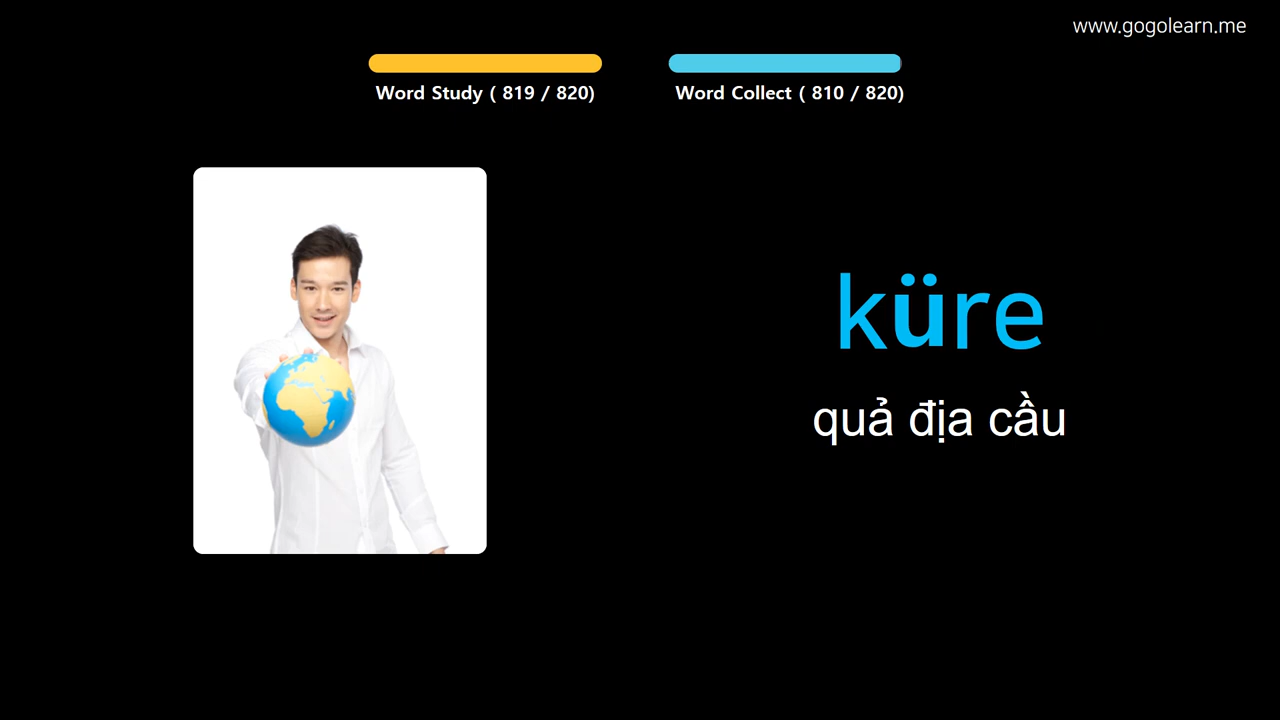 www.gogolearn.me
Word Study ( 819 / 820)
Word Collect ( 810 / 820)
küre
quả địa cầu